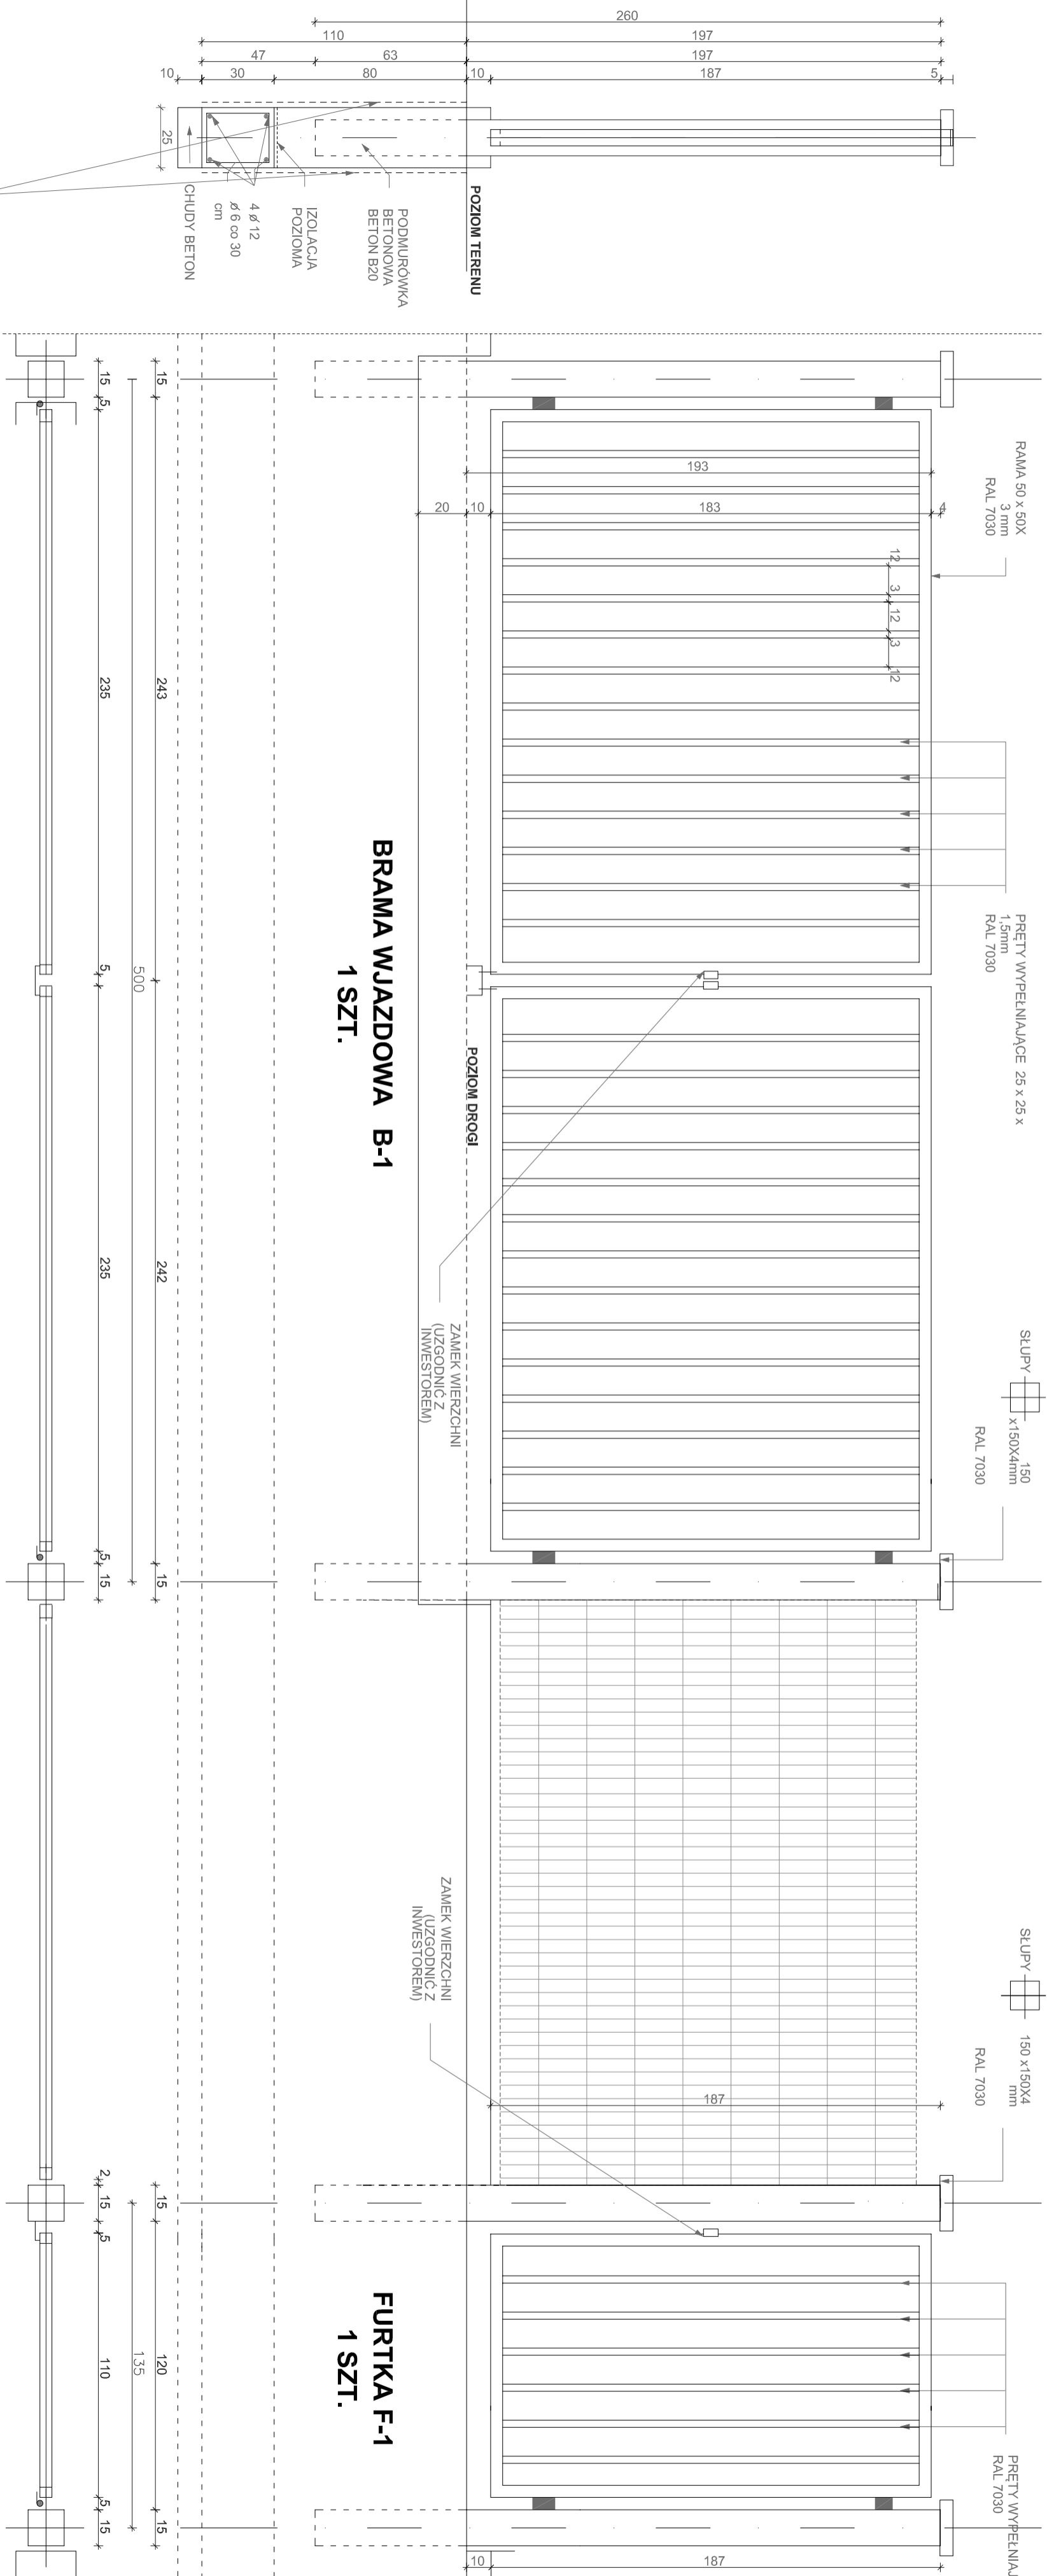 260
110
197
47
63
197
10
30
80
10
187
5
25
CHUDY BETON
4 ø 12
ø 6 co 30
cm
IZOLACJA
POZIOMA
PODMURÓWKA
BETONOWA
BETON B20
POZIOM TERENU
RAMA 50 x 50X
3 mm
RAL 7030
193
20
10
183
4
12
3
12
3
12
PRĘTY WYPEŁNIAJĄCE 25 x 25 x
1,5mm
RAL 7030
15
5
15
235
243
5
500
BRAMA WJAZDOWA B-1
1 SZT.
POZIOM DROGI
ZAMEK WIERZCHNI
(UZGODNIĆ Z
INWESTOREM)
235
242
5
15
15
SŁUPY
150
x150X4mm
RAL 7030
SŁUPY
150 x150X4
mm
RAL 7030
ZAMEK WIERZCHNI
(UZGODNIĆ Z
INWESTOREM)
187
2
15
15
5
110
135
120
FURTKA F-1
1 SZT.
PRĘTY WYPEŁNIAJ
RAL 7030
5
15
15
10
187